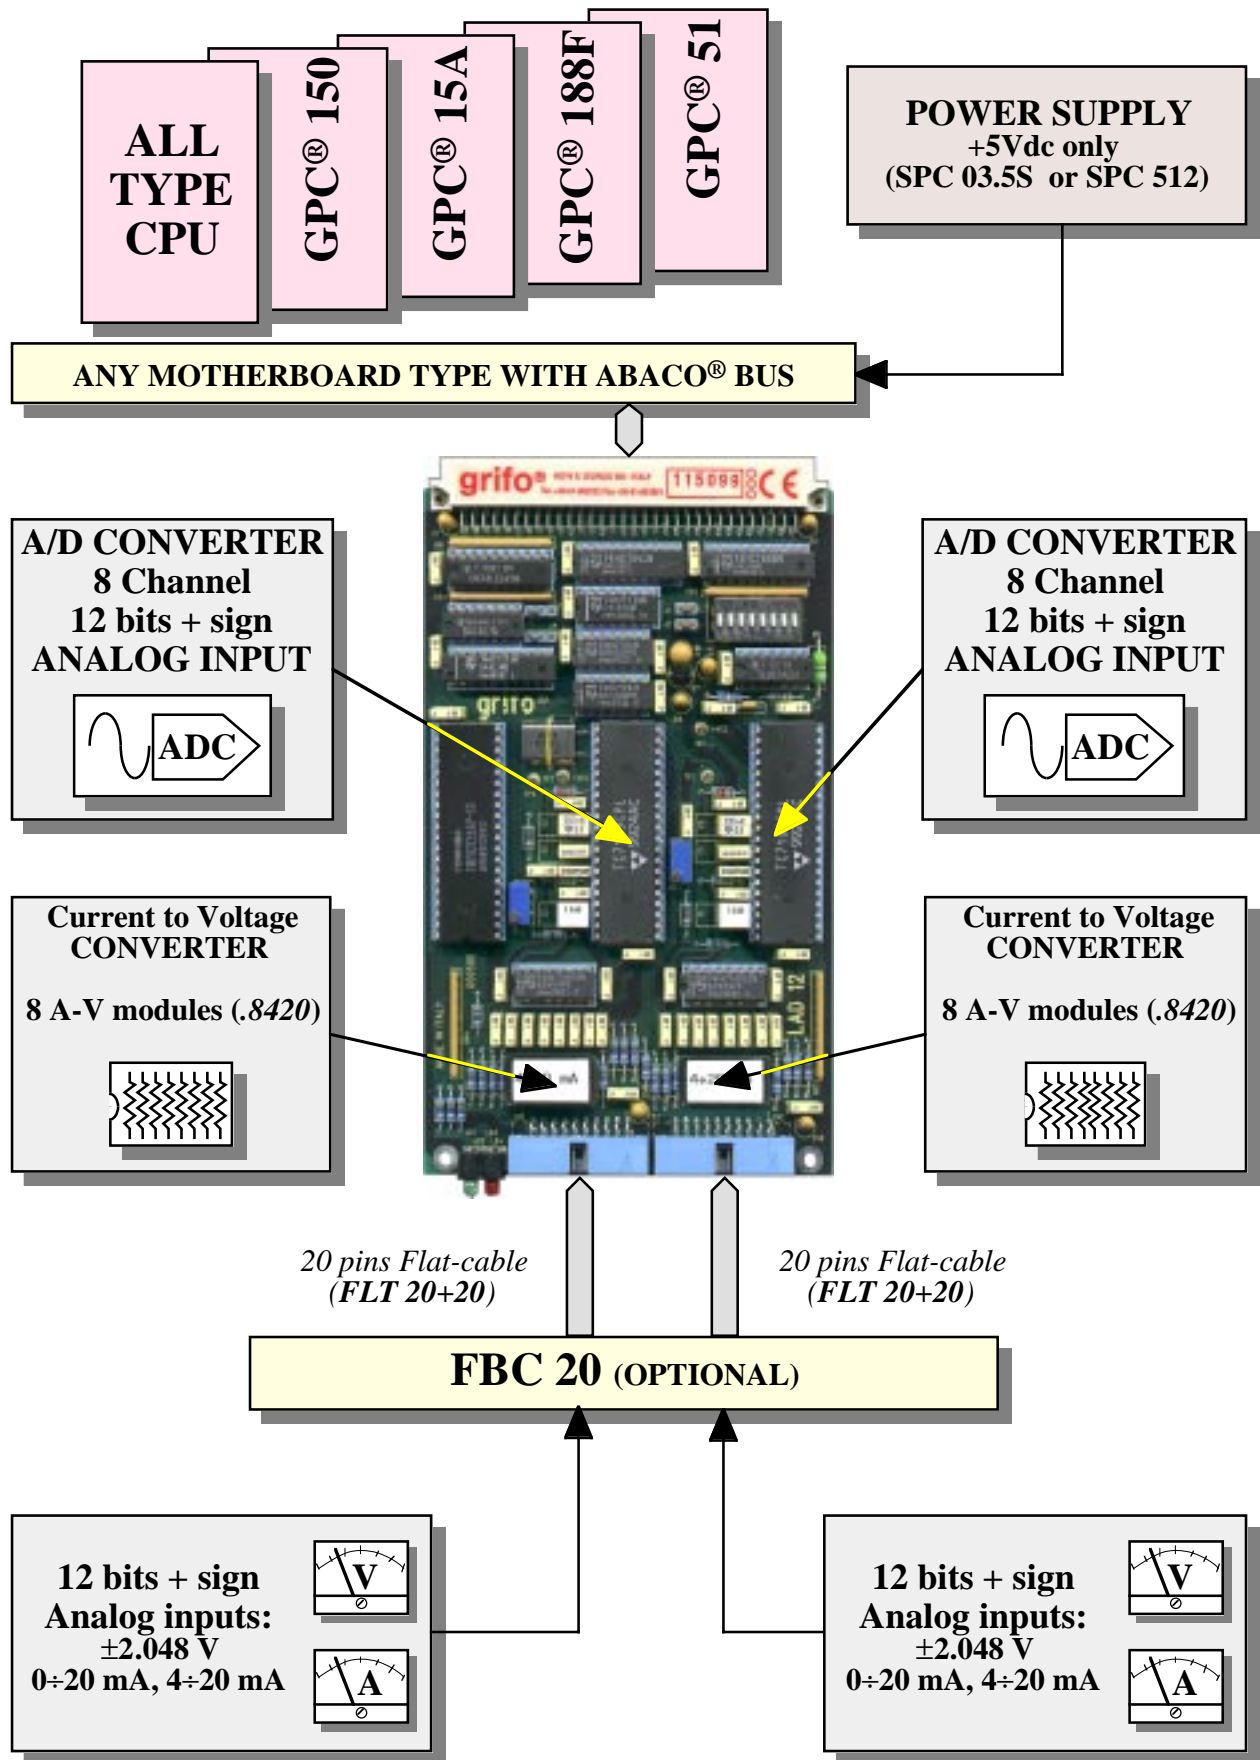 ALL
TYPE
CPU
GPC® 150
GPC® 15A
GPC® 188F
GPC® 51
POWER SUPPLY
+5Vdc only
(SPC 03.5S or SPC 512)
ANY MOTHERBOARD TYPE WITH ABACO® BUS
grifo®
115099
CE
A/D CONVERTER
8 Channel
12 bits + sign
ANALOG INPUT
ADC
A/D CONVERTER
8 Channel
12 bits + sign
ANALOG INPUT
ADC
grifo
Current to Voltage
CONVERTER
8 A-V modules (.8420)
Current to Voltage
CONVERTER
8 A-V modules (.8420)
LAD 12
mA
20 pins Flat-cable
(FLT 20+20)
20 pins Flat-cable
(FLT 20+20)
FBC 20 (OPTIONAL)
12 bits + sign
Analog inputs:
±2.048 V
0÷20 mA, 4÷20 mA
V
A
12 bits + sign
Analog inputs:
±2.048 V
0÷20 mA, 4÷20 mA
V
A